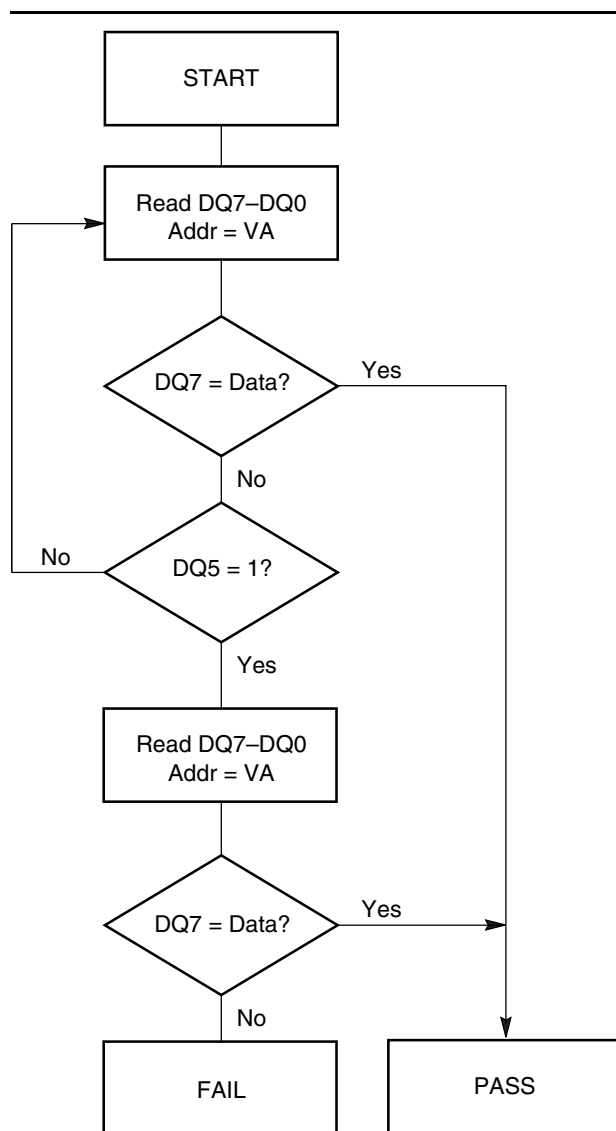 START
Read DQ7–DQ0
Addr = VA
DQ7 = Data?
Yes
No
DQ5 = 1?
No
Yes
Read DQ7–DQ0
Addr = VA
DQ7 = Data?
Yes
No
FAIL
PASS